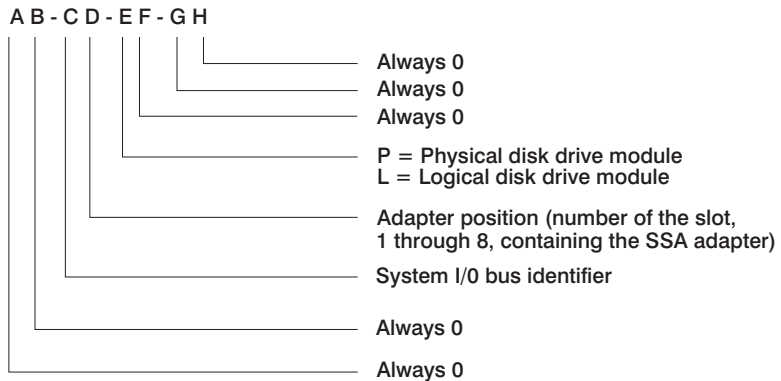 A B - C D - E F - G H
Always 0
Always 0
Always 0
P = Physical disk drive module
L = Logical disk drive module
Adapter position (number of the slot,
1 through 8, containing the SSA adapter)
System I/0 bus identifier
Always 0
Always 0